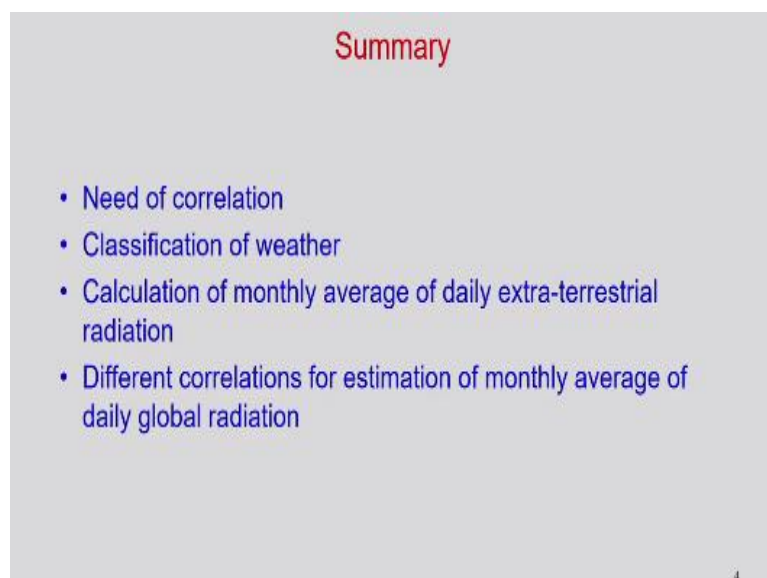 Summary
• Need of correlation
• Classification of weather
• Calculation of monthly average of daily extra-terrestrial
radiation
• Different correlations for estimation of monthly average of
daily global radiation